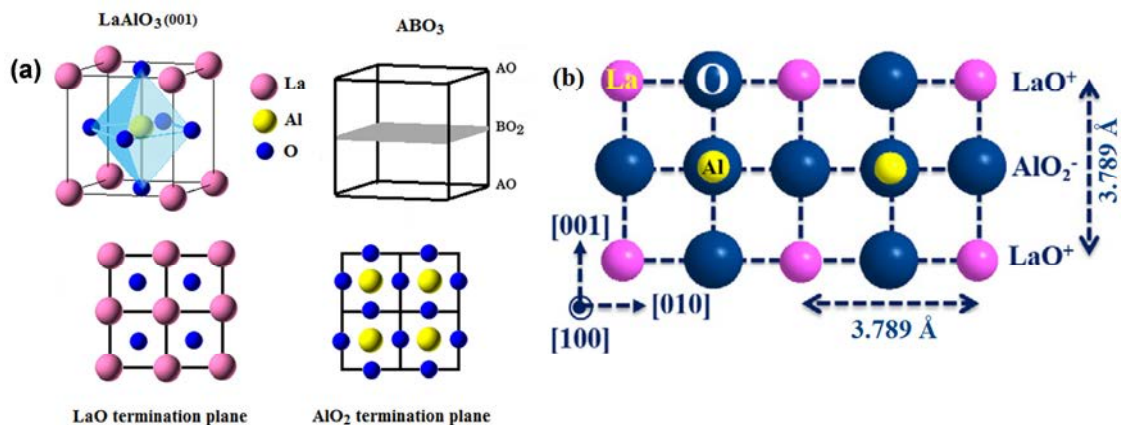 LaAlO₃(001)
ABO₃
(a)
La
Al
O
AO
BO₂
AO
LaO termination plane
AlO₂ termination plane
(b)
La
O
LaO⁺
Al
AlO₂⁻
3.789 Å
[001]
LaO⁺
[010]
[100]
3.789 Å